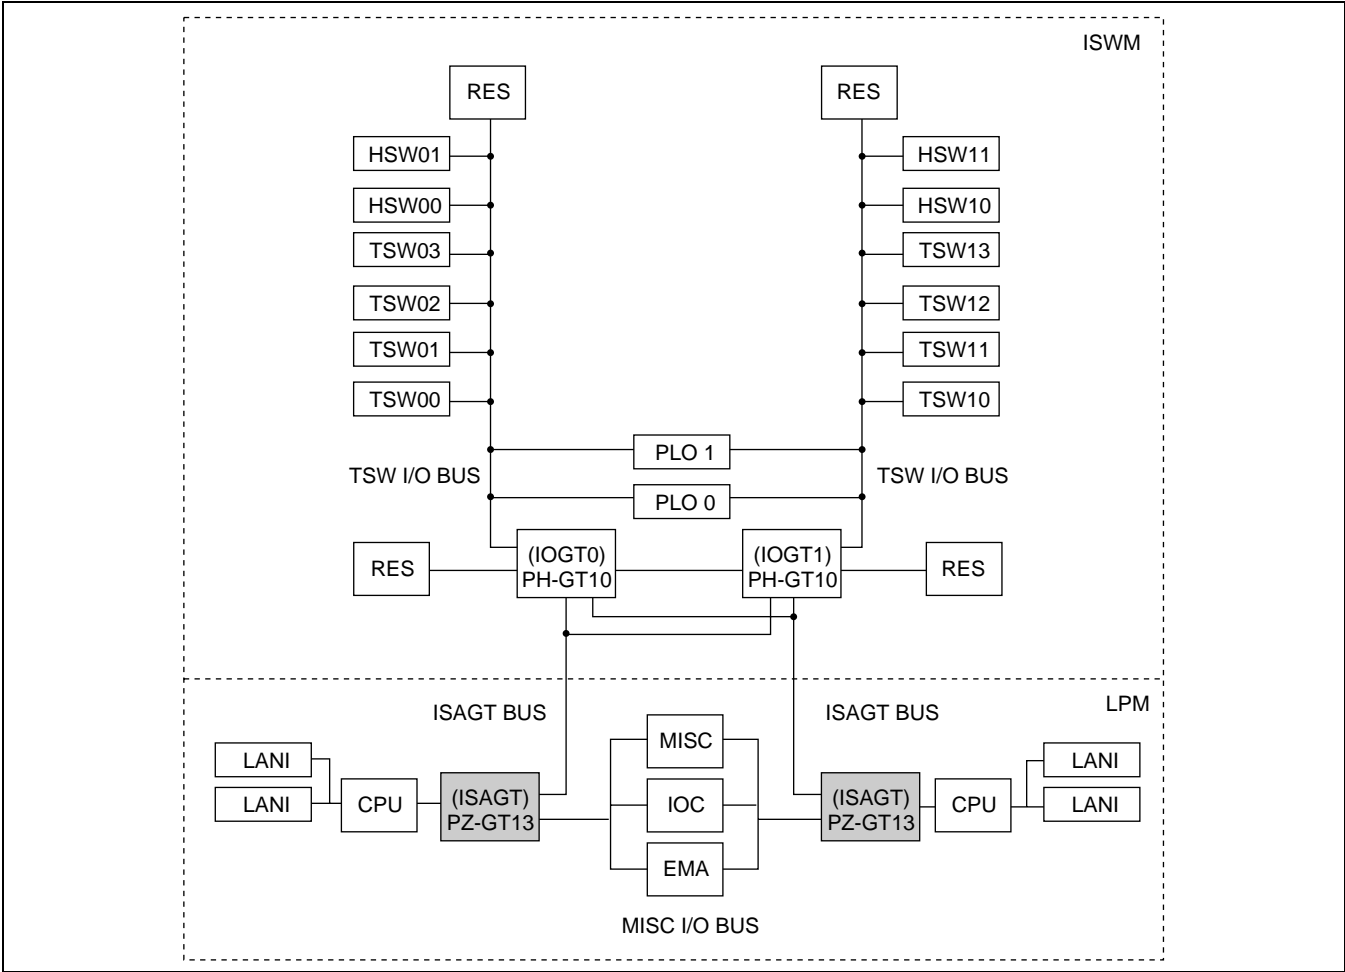 ISWM
RES
RES
HSW01
HSW11
HSW00
HSW10
TSW03
TSW13
TSW02
TSW12
TSW01
TSW11
TSW00
TSW10
PLO 1
TSW I/O BUS
TSW I/O BUS
PLO 0
RES
(IOGT0)
PH-GT10
(IOGT1)
PH-GT10
RES
LPM
ISAGT BUS
ISAGT BUS
MISC
LANI
LANI
CPU
(ISAGT)
PZ-GT13
IOC
(ISAGT)
PZ-GT13
CPU
LANI
LANI
EMA
MISC I/O BUS